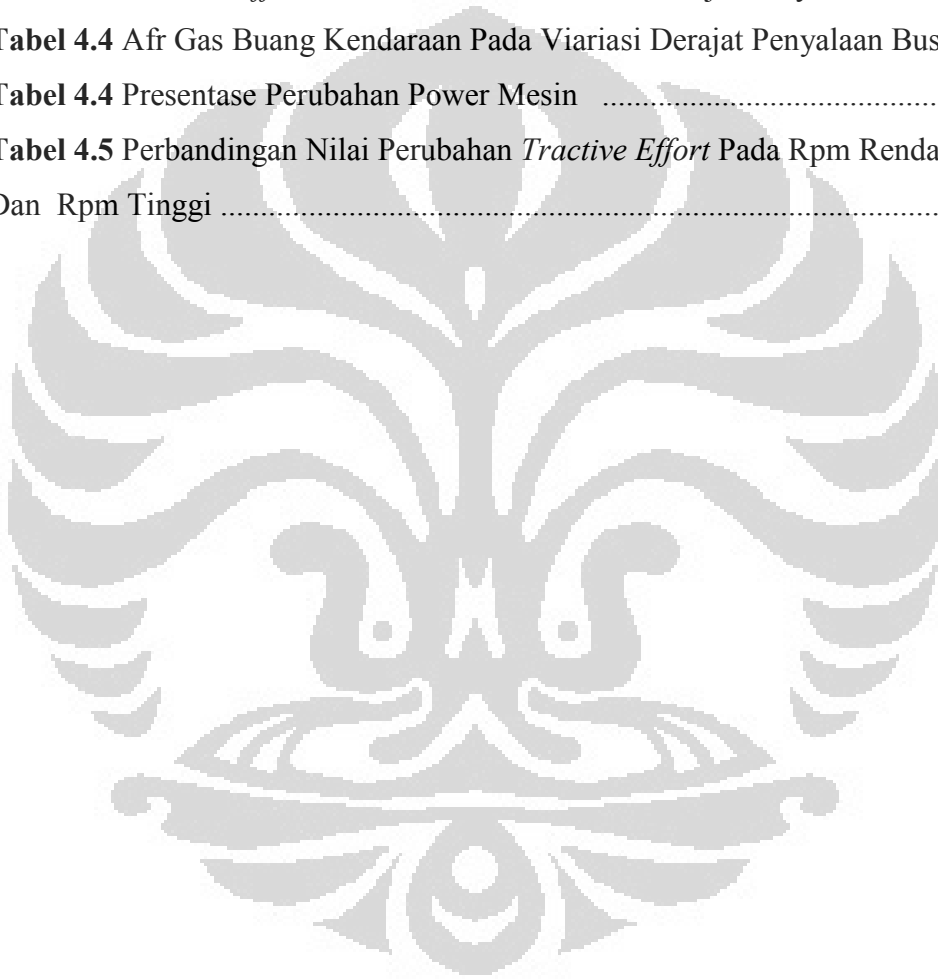 Tabel 4.4 Afr Gas Buang Kendaraan Pada Viariasi Derajat Penyalaan Bus
Tabel 4.4 Presentase Perubahan Power Mesin ....................................
Tabel 4.5 Perbandingan Nilai Perubahan Tractive Effort Pada Rpm Renda
Dan Rpm Tinggi ................................................................................